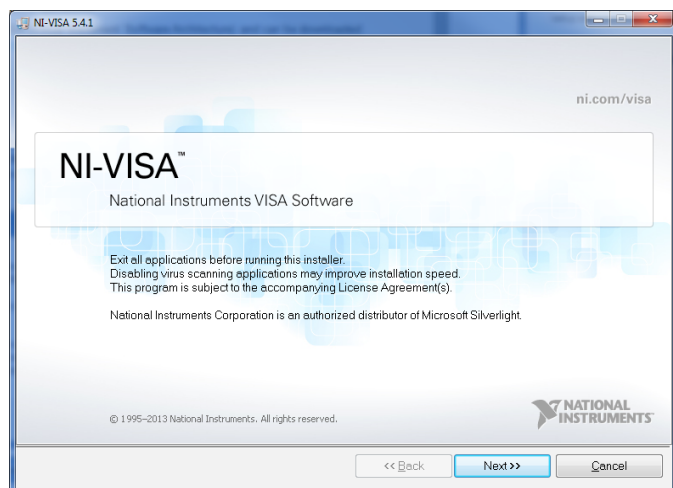 NI-VISA 5.4.1
ni.com/visa
NI-VISA™
National Instruments VISA Software
Exit all applications before running this installer.
Disabling virus scanning applications may improve installation speed.
This program is subject to the accompanying License Agreement(s).
National Instruments Corporation is an authorized distributor of Microsoft Silverlight.
© 1995–2013 National Instruments. All rights reserved.
NATIONAL
INSTRUMENTS
<< Back
Next >>
Cancel